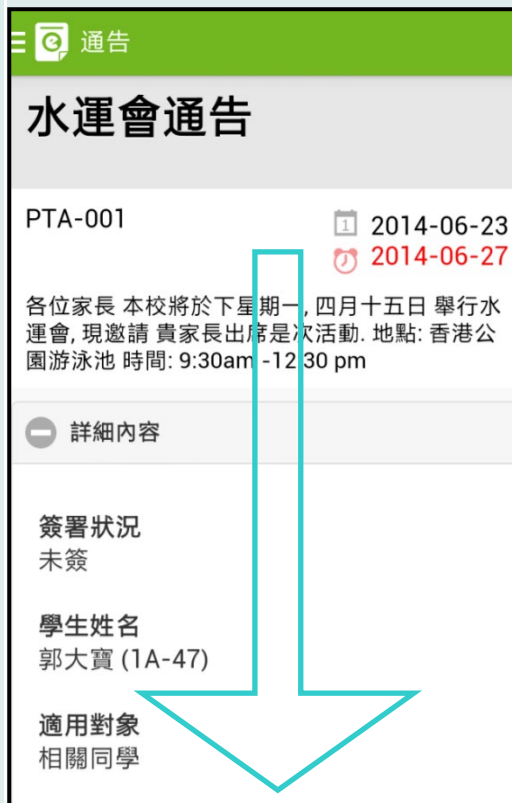 通告
水運會通告
PTA-001
2014-06-23
2014-06-27
各位家長 本校將於下星期一, 四月十五日 舉行水
運會, 現邀請 貴家長出席是次活動. 地點: 香港公
園游泳池 時間: 9:30am -12:30 pm
詳細內容
簽署狀況
未簽
學生姓名
郭大寶 (1A-47)
適用對象
相關同學